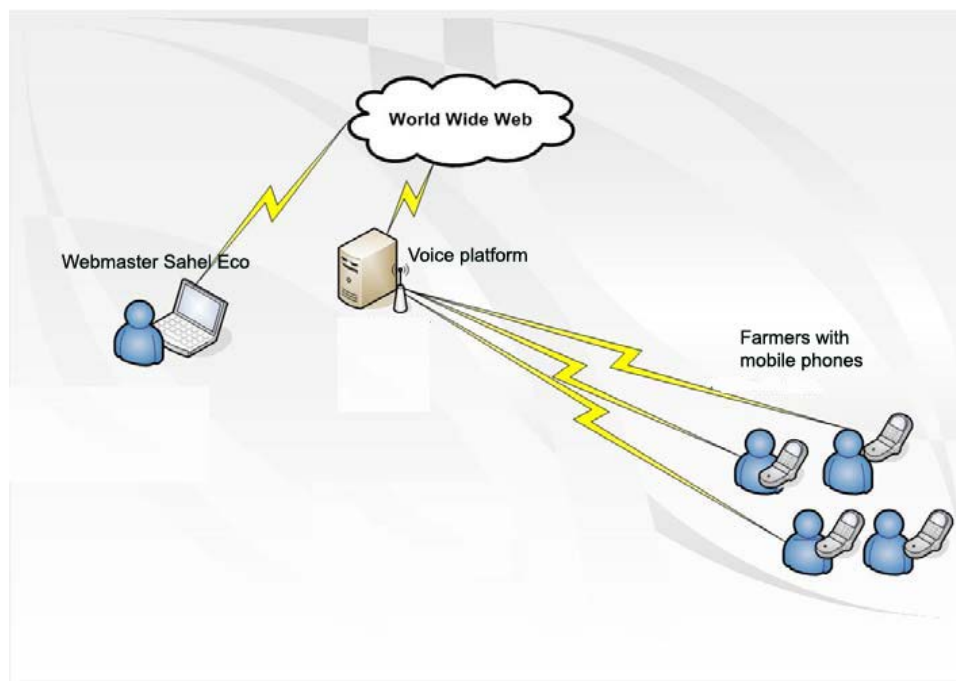 World Wide Web
Webmaster Sahel Eco
Voice platform
Farmers with
mobile phones